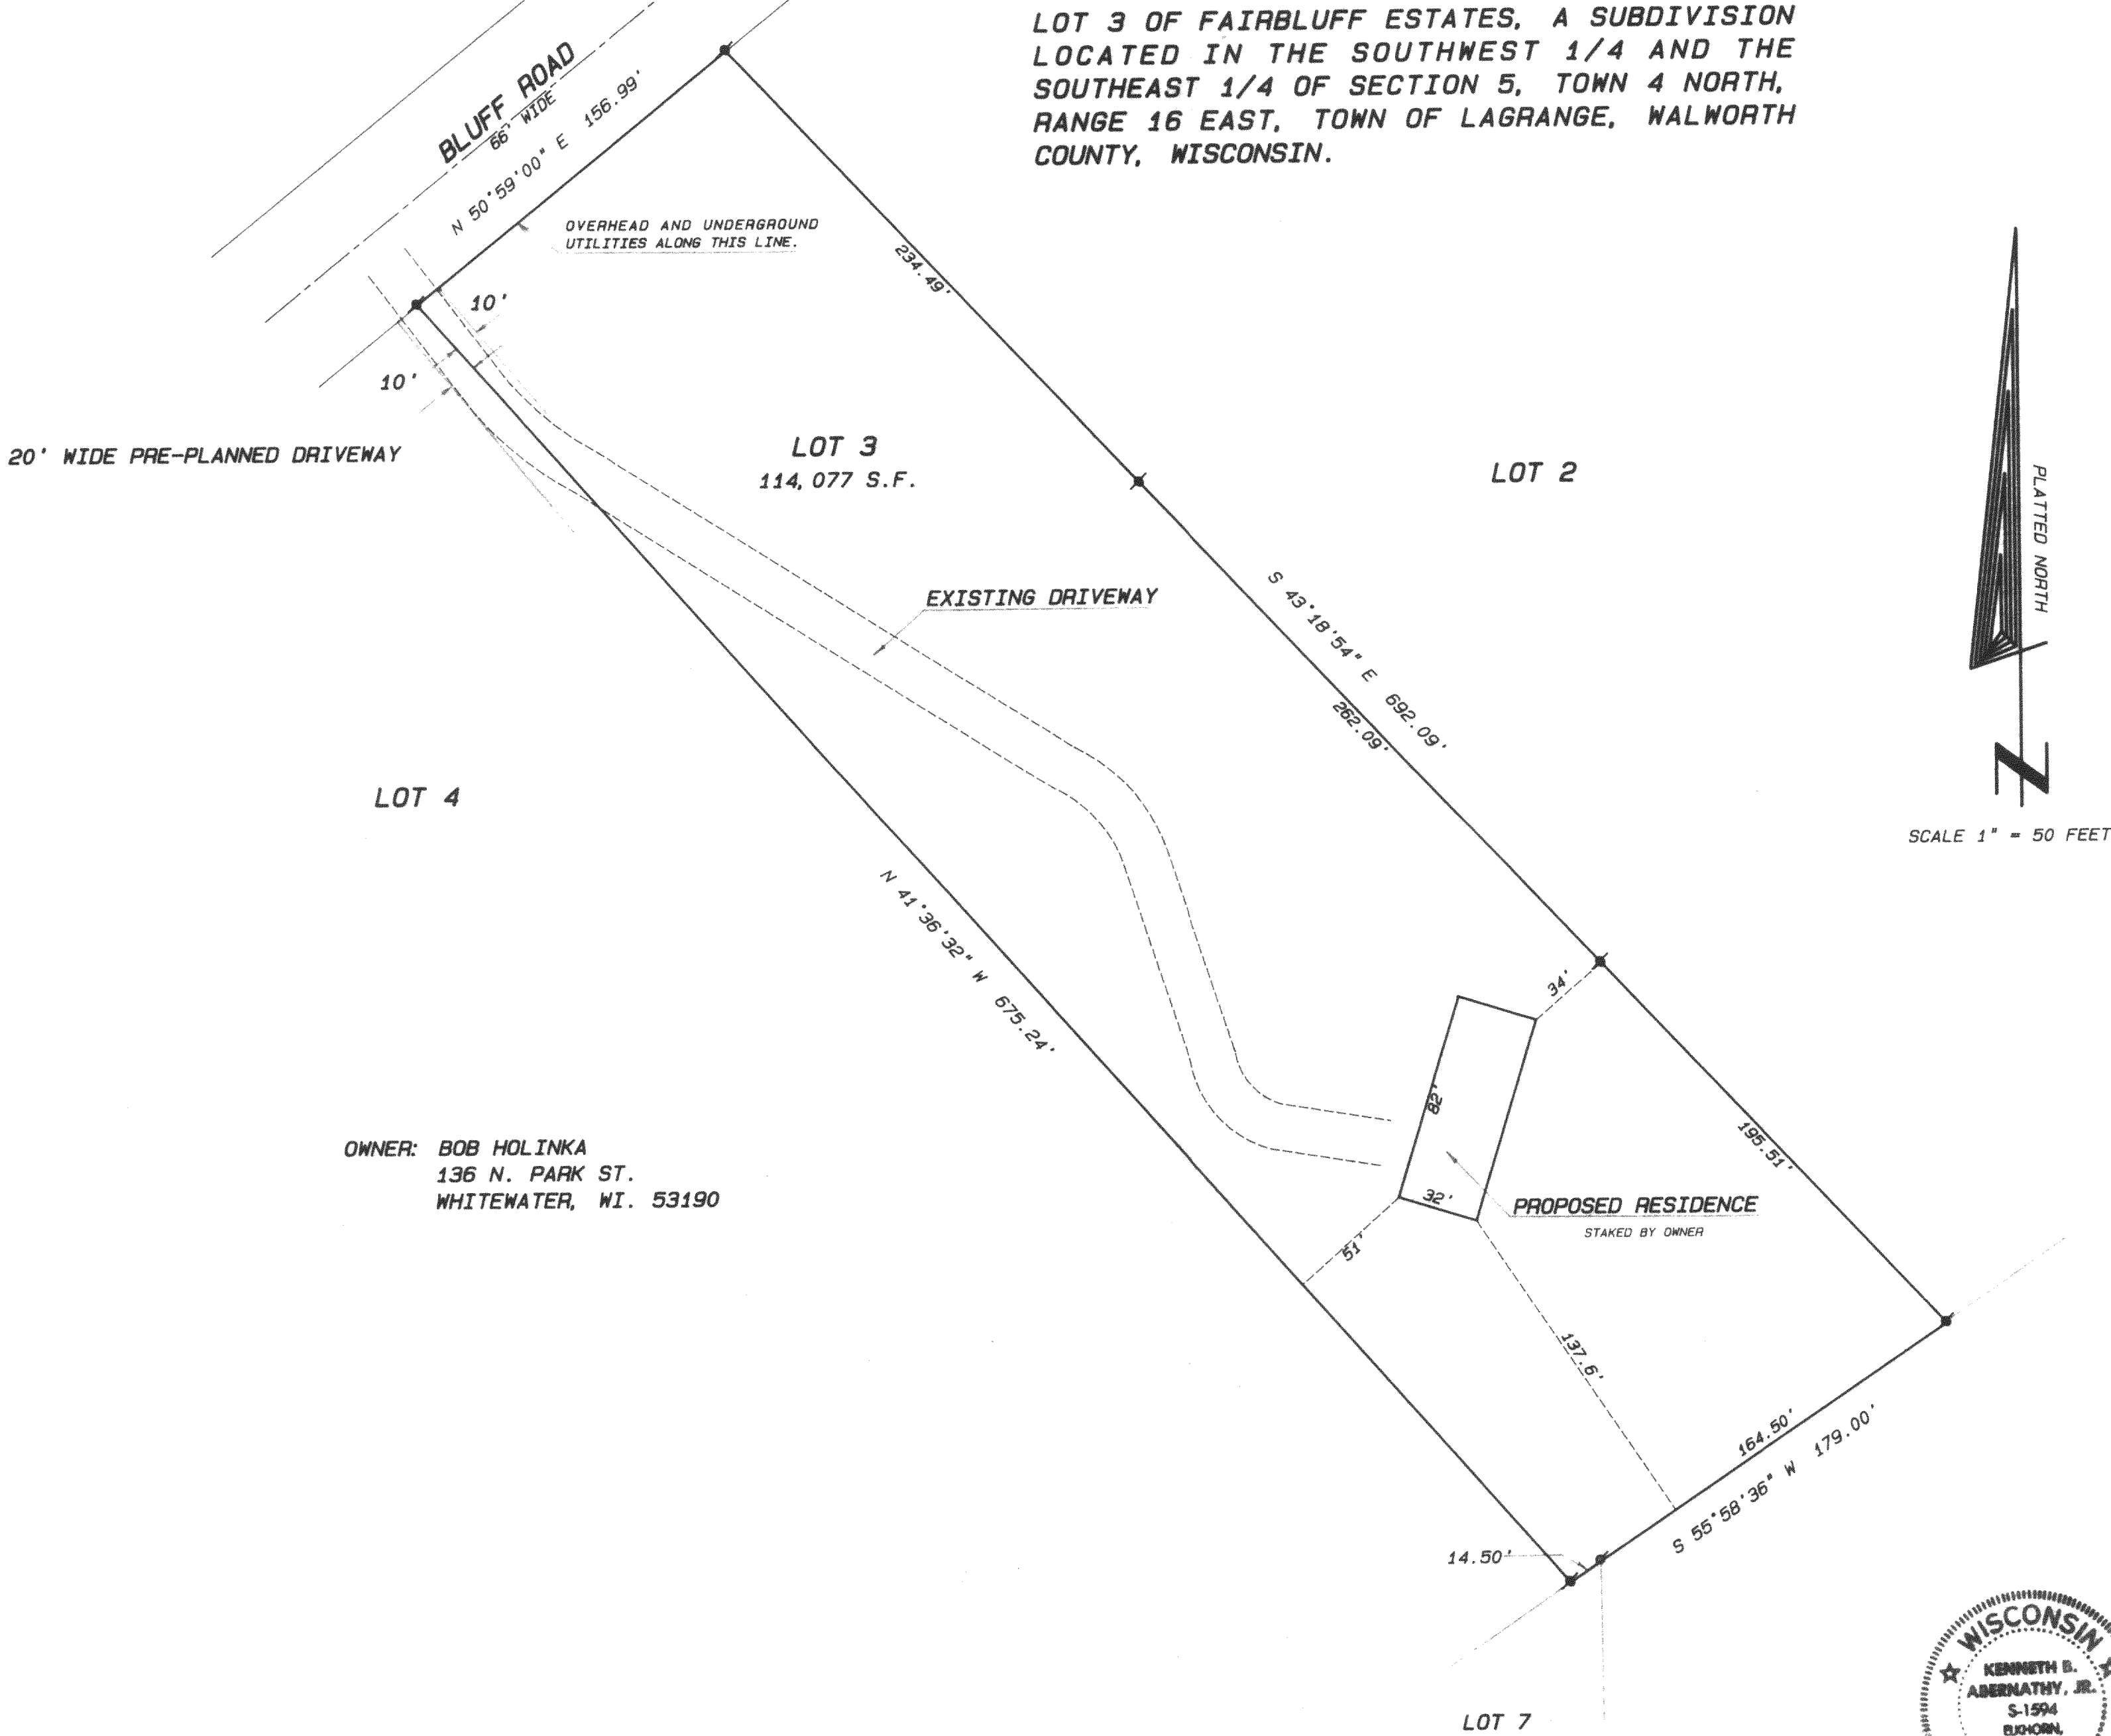 LOT 3 OF FAIRBLUFF ESTATES, A SUBDIVISION
LOCATED IN THE SOUTHWEST 1/4 AND THE
SOUTHEAST 1/4 OF SECTION 5, TOWN 4 NORTH,
RANGE 16 EAST, TOWN OF LAGRANGE, WALWORTH
COUNTY, WISCONSIN.
BLUFF ROAD
66' WIDE
N 50°59'00" E 156.99'
OVERHEAD AND UNDERGROUND
UTILITIES ALONG THIS LINE.
234.49'
10'
10'
20' WIDE PRE-PLANNED DRIVEWAY
LOT 3
114,077 S.F.
LOT 2
PLATTED NORTH
N
SCALE 1" = 50 FEET
EXISTING DRIVEWAY
S 43°18'54" E 692.09'
262.09'
LOT 4
N 41°36'32" W 675.24'
34'
82'
32'
51'
195.51'
PROPOSED RESIDENCE
STAKED BY OWNER
OWNER: BOB HOLINKA
136 N. PARK ST.
WHITEWATER, WI. 53190
137.6'
164.50'
S 55°58'36" W 179.00'
14.50'
LOT 7
WISCONSIN
KENNETH B.
ABERNATHY, JR.
S-1594
ELKHORN,